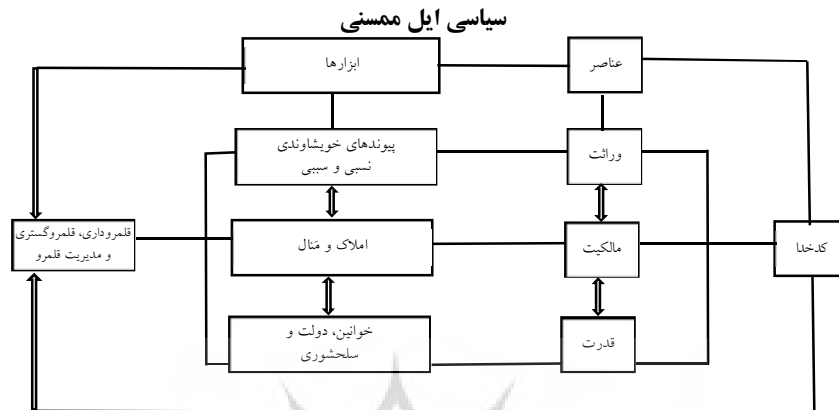 سیاسی ایل ممسنی
عناصر
ابزارها
وراثت
پیوندهای خویشاوندی
نسبی و سببی
کدخدا
مالکیت
املاک و مَنال
قلمروداری، قلمروگستری
و مدیریت قلمرو
قدرت
خوانین، دولت و
سلحشوری